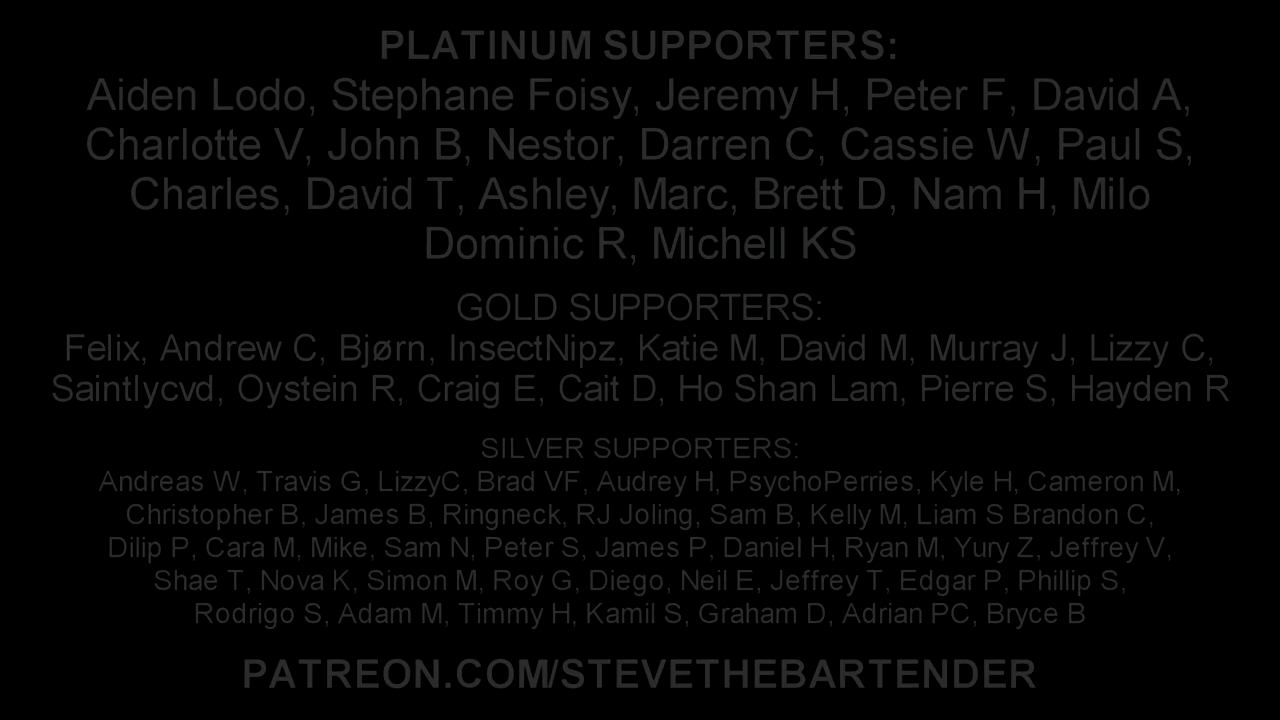 PLATINUM SUPPORTERS:
Aiden Lodo, Stephane Foisy, Jeremy H, Peter F, David A,
Charlotte V, John B, Nestor, Darren C, Cassie W, Paul S,
Charles, David T, Ashley, Marc, Brett D, Nam H, Milo
Dominic R, Michell KS
GOLD SUPPORTERS:
Felix, Andrew C, Bjørn, InsectNipz, Katie M, David M, Murray J, Lizzy C,
Saintlycvd, Oystein R, Craig E, Cait D, Ho Shan Lam, Pierre S, Hayden R
SILVER SUPPORTERS:
Andreas W, Travis G, LizzyC, Brad VF, Audrey H, PsychoPerries, Kyle H, Cameron M,
Christopher B, James B, Ringneck, RJ Joling, Sam B, Kelly M, Liam S Brandon C,
Dilip P, Cara M, Mike, Sam N, Peter S, James P, Daniel H, Ryan M, Yury Z, Jeffrey V,
Shae T, Nova K, Simon M, Roy G, Diego, Neil E, Jeffrey T, Edgar P, Phillip S,
Rodrigo S, Adam M, Timmy H, Kamil S, Graham D, Adrian PC, Bryce B
PATREON.COM/STEVETHEBARTENDER